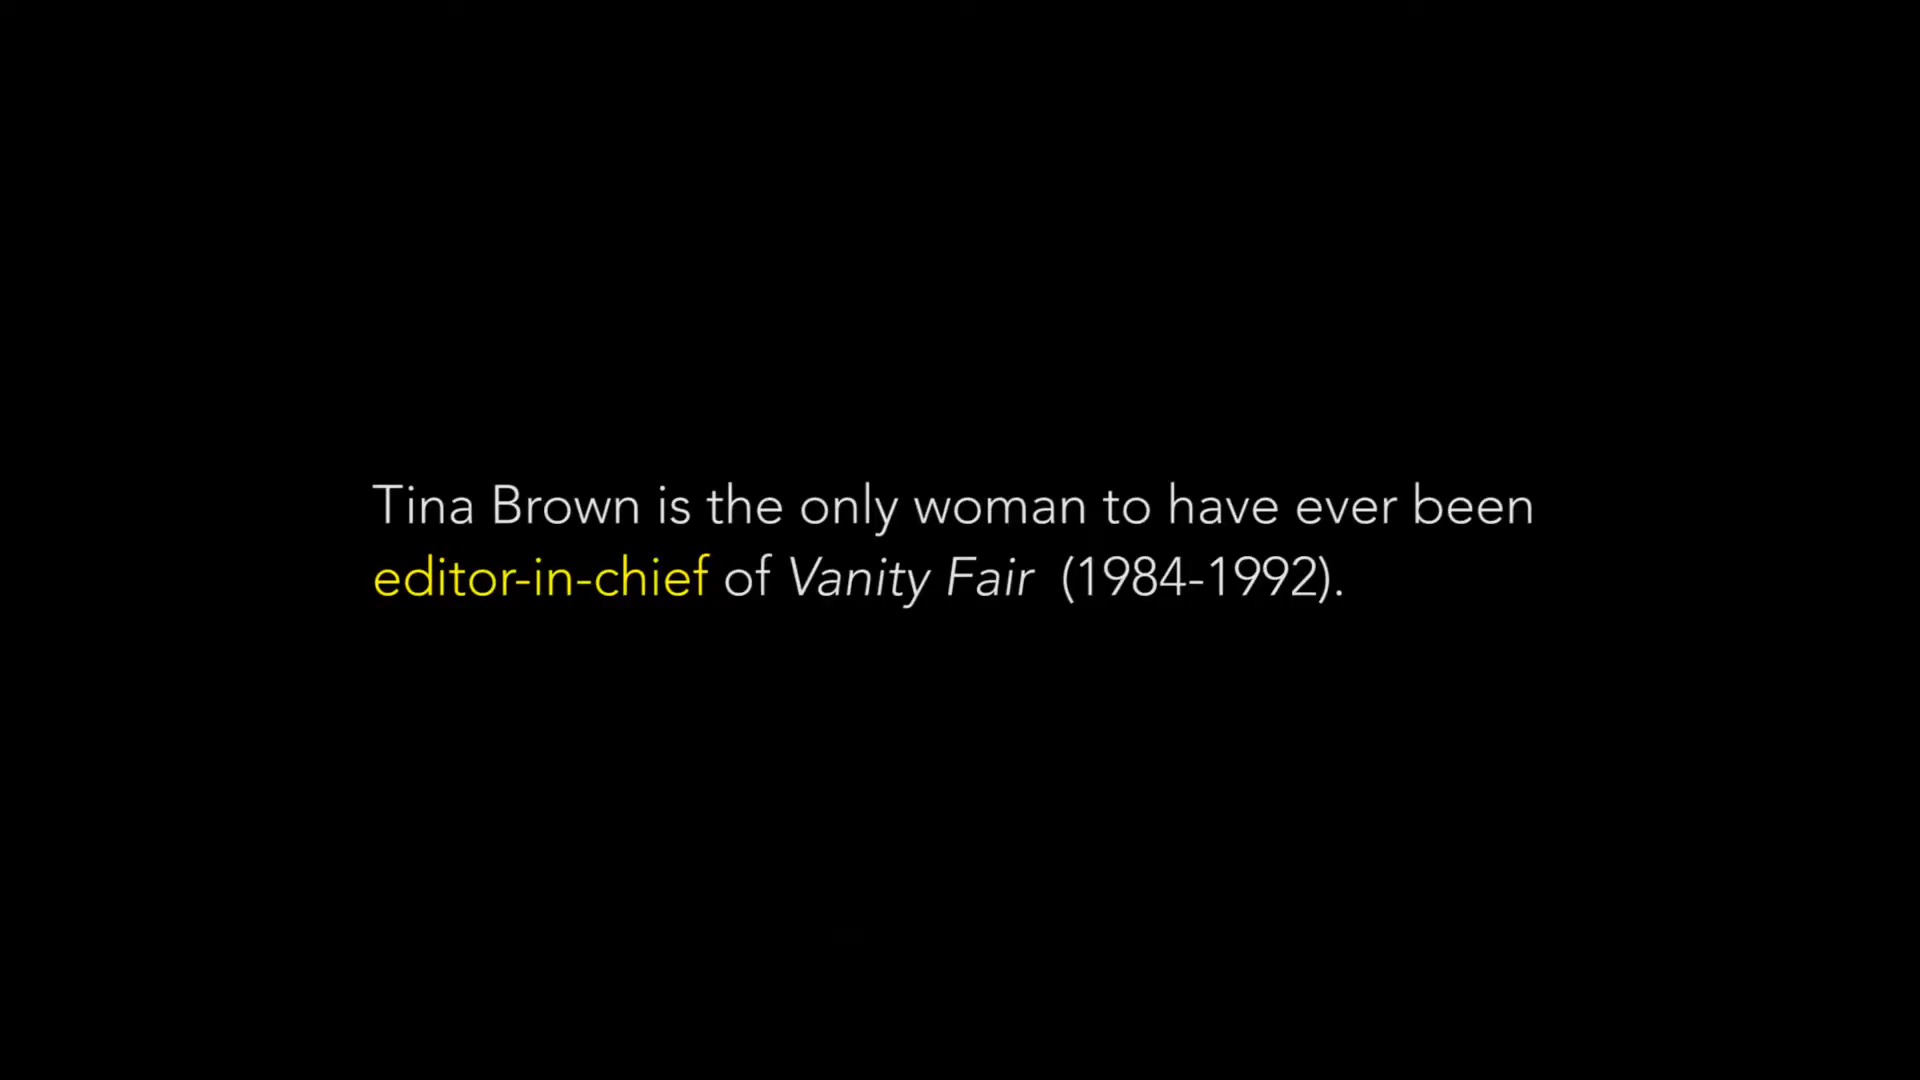 Tina Brown is the only woman to have ever been
editor-in-chief of Vanity Fair (1984-1992).